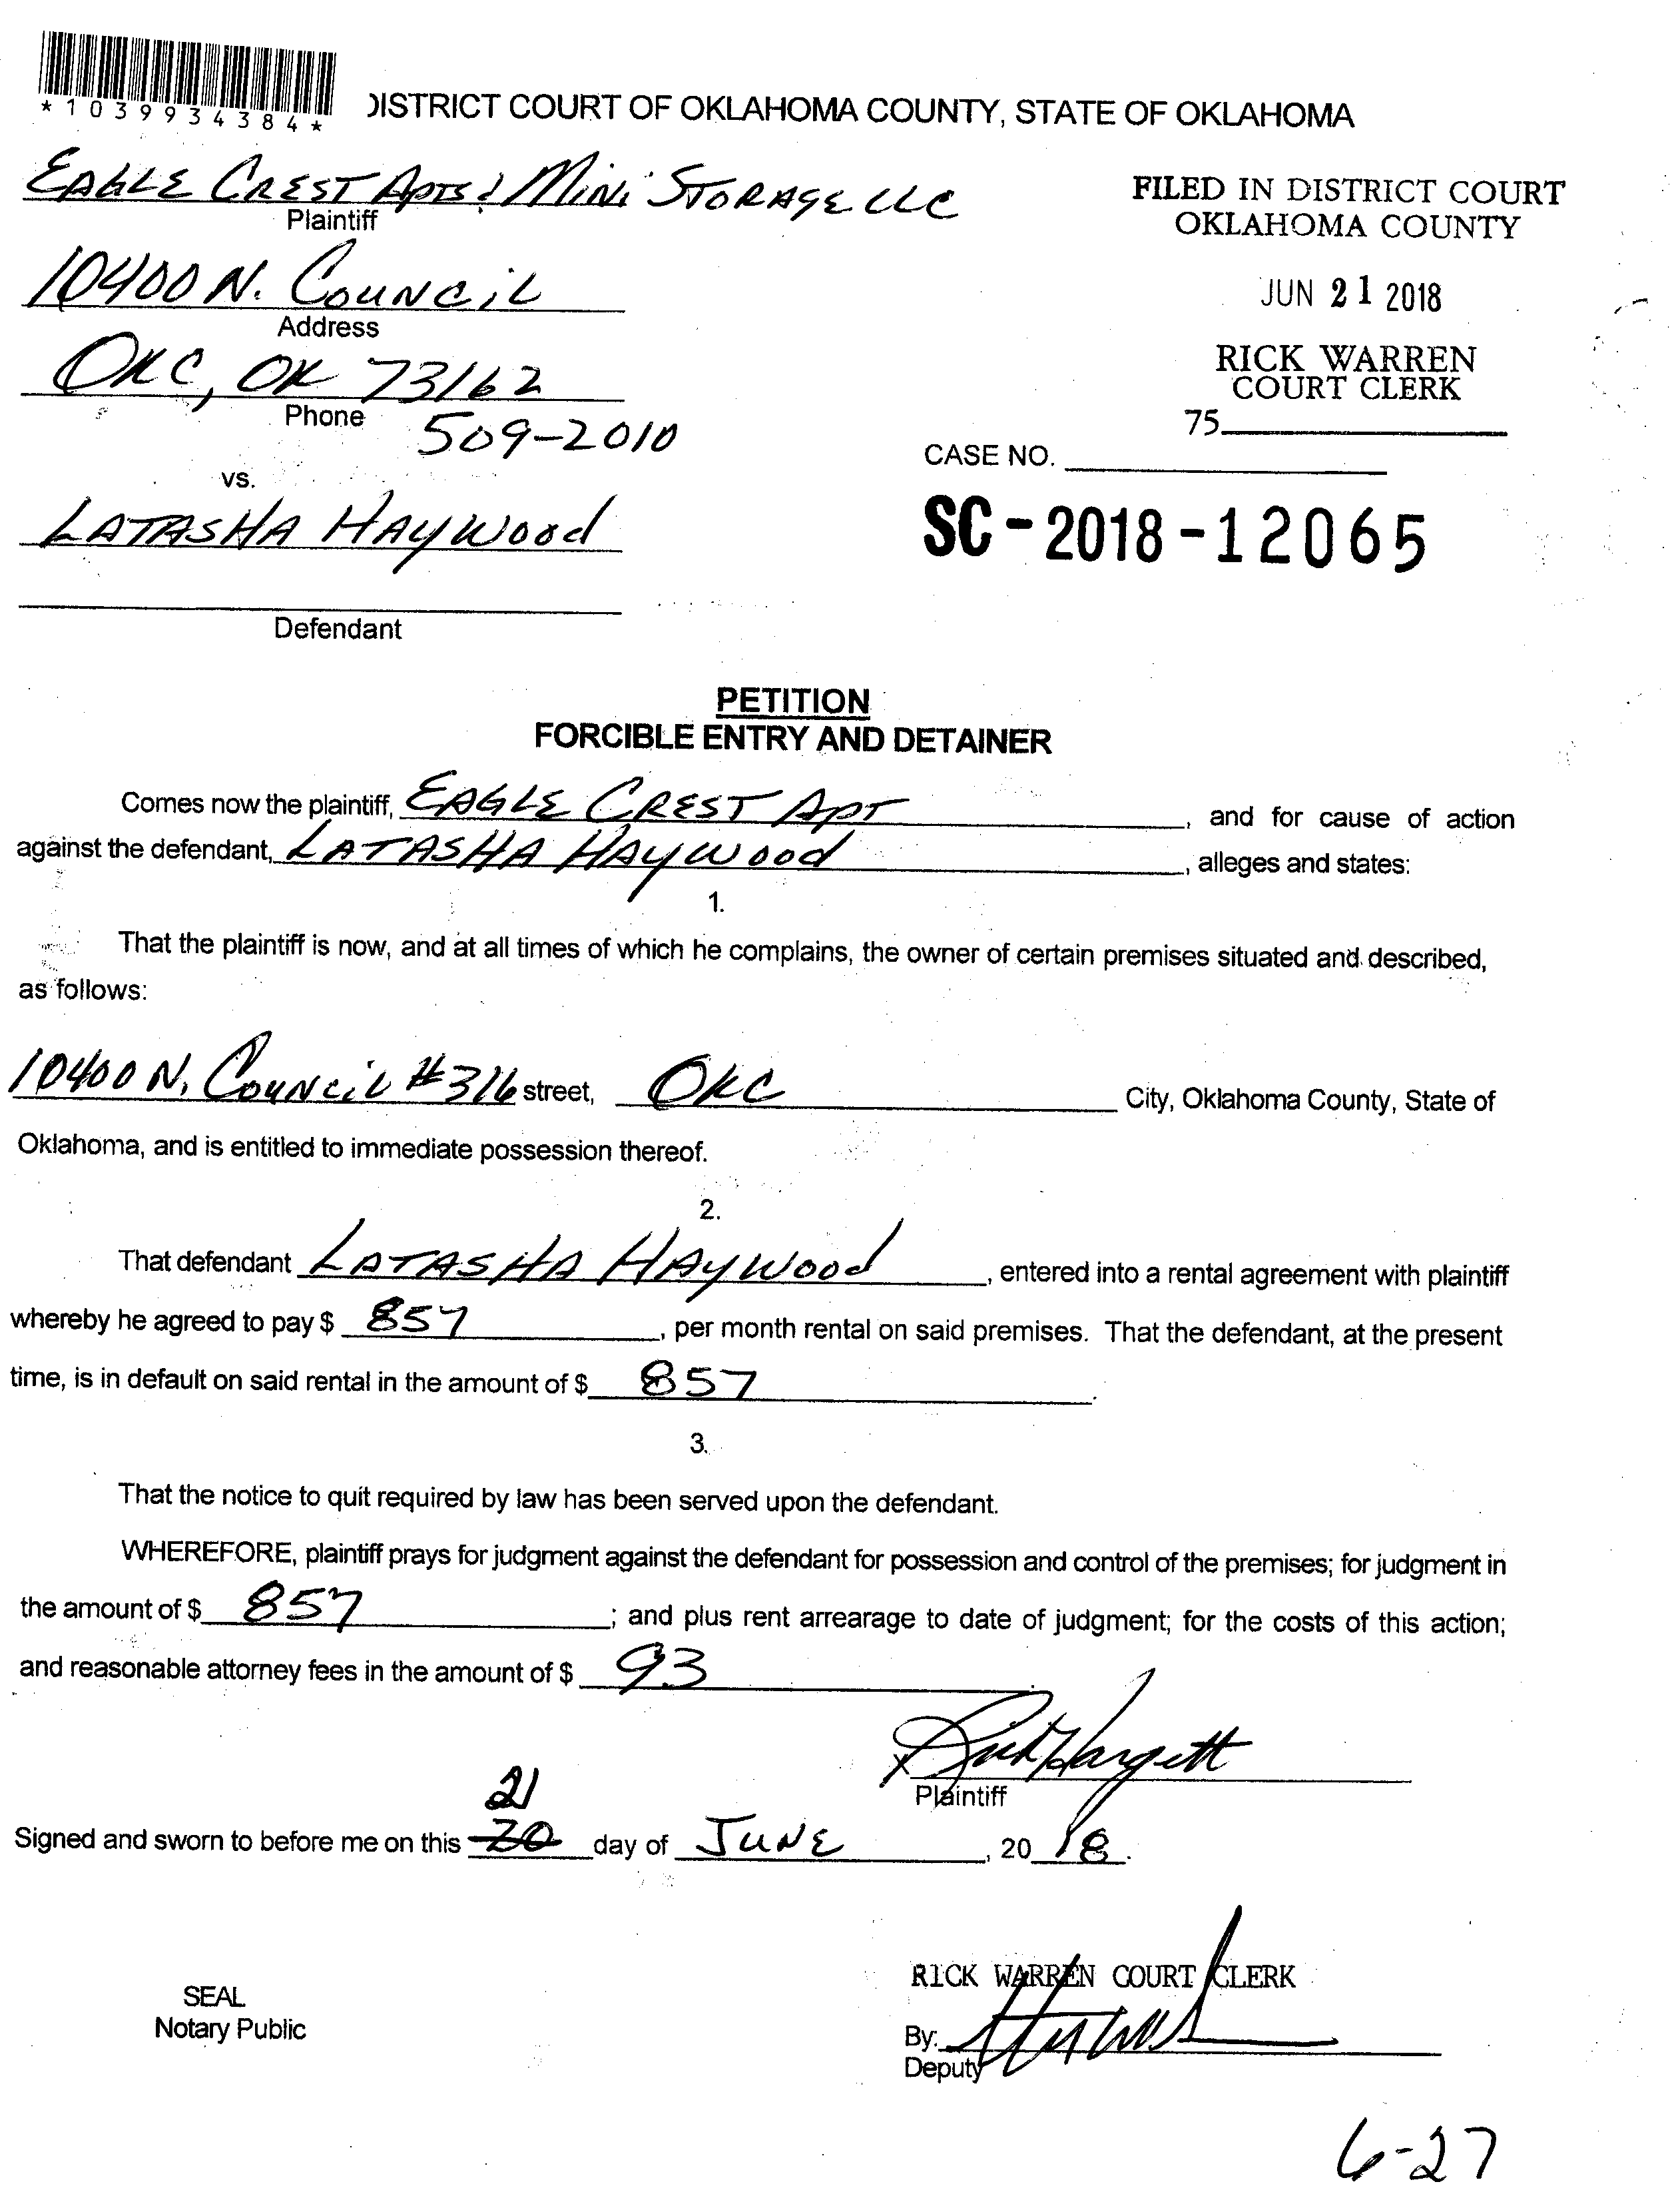 *1039934384*
DISTRICT COURT OF OKLAHOMA COUNTY, STATE OF OKLAHOMA
EAGLE CREST APTS & MINI STORAGE LLC
Plaintiff
FILED IN DISTRICT COURT
OKLAHOMA COUNTY
10400 N. COUNCIL
Address
JUN 21 2018
OKC, OK 73162
Phone 509-2010
RICK WARREN
COURT CLERK
75
CASE NO.
vs.
LATASHA HAYWOOD
SC-2018-12065
Defendant
PETITION
FORCIBLE ENTRY AND DETAINER
Comes now the plaintiff, EAGLE CREST APT, and for cause of action
against the defendant, LATASHA HAYWOOD, alleges and states:
1.
That the plaintiff is now, and at all times of which he complains, the owner of certain premises situated and described,
as follows:
10400 N. COUNCIL #316 street, OKC City, Oklahoma County, State of
Oklahoma, and is entitled to immediate possession thereof.
2.
That defendant LATASHA HAYWOOD, entered into a rental agreement with plaintiff
whereby he agreed to pay $ 857, per month rental on said premises. That the defendant, at the present
time, is in default on said rental in the amount of $ 857.
3.
That the notice to quit required by law has been served upon the defendant.
WHEREFORE, plaintiff prays for judgment against the defendant for possession and control of the premises; for judgment in
the amount of $ 857; and plus rent arrearage to date of judgment; for the costs of this action;
and reasonable attorney fees in the amount of $ 93.
X Rick Hargett
Plaintiff
21
Signed and sworn to before me on this 20 day of JUNE, 2018.
RICK WARREN COURT CLERK
SEAL
Notary Public
By:
Deputy
6-27